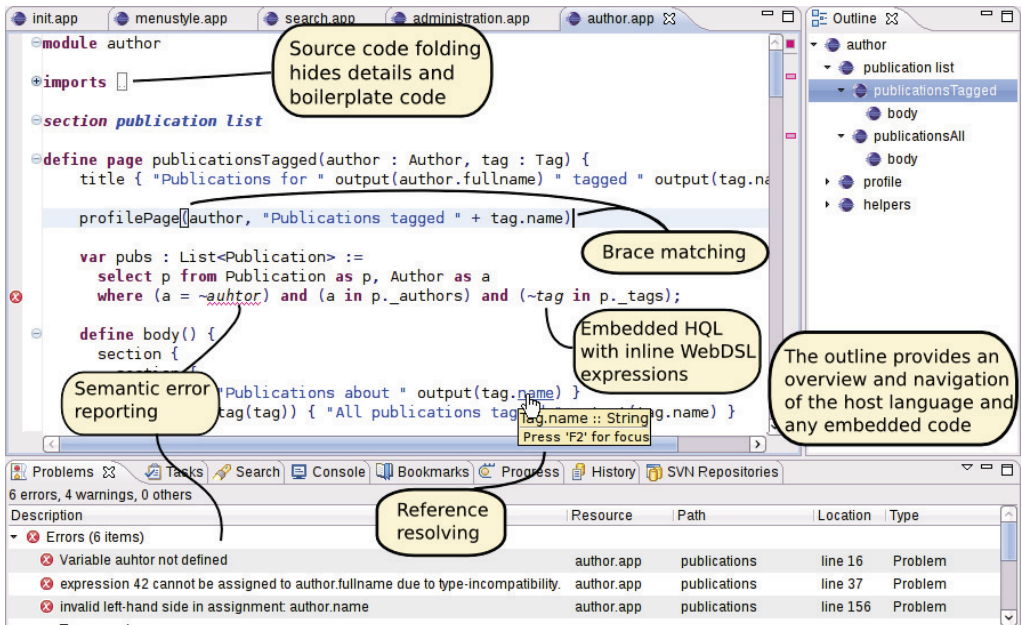 init.app menustyle.app search.app administration.app author.app
Outline
module author
imports ..
section publication list
define page publicationsTagged(author : Author, tag : Tag) {
title { "Publications for " output(author.fullname) " tagged " output(tag.na
profilePage(author, "Publications tagged " + tag.name)
var pubs : List<Publication> :=
select p from Publication as p, Author as a
where (a = ~auhtor) and (a in p._authors) and (~tag in p._tags);
define body() {
section {
"Publications about " output(tag.name) }
tag(tag)) { "All publications tag tag.name) }
Tag.name :: String
Press 'F2' for focus
Source code folding
hides details and
boilerplate code
Brace matching
Embedded HQL
with inline WebDSL
expressions
Semantic error
reporting
Reference
resolving
author
publication list
publicationsTagged
body
publicationsAll
body
profile
helpers
The outline provides an
overview and navigation
of the host language and
any embedded code
Problems Tasks Search Console Bookmarks Progress History SVN Repositories
6 errors, 4 warnings, 0 others
Description Resource Path Location Type
Errors (6 items)
Variable auhtor not defined author.app publications line 16 Problem
expression 42 cannot be assigned to author.fullname due to type-incompatibility. author.app publications line 37 Problem
invalid left-hand side in assignment: author.name author.app publications line 156 Problem